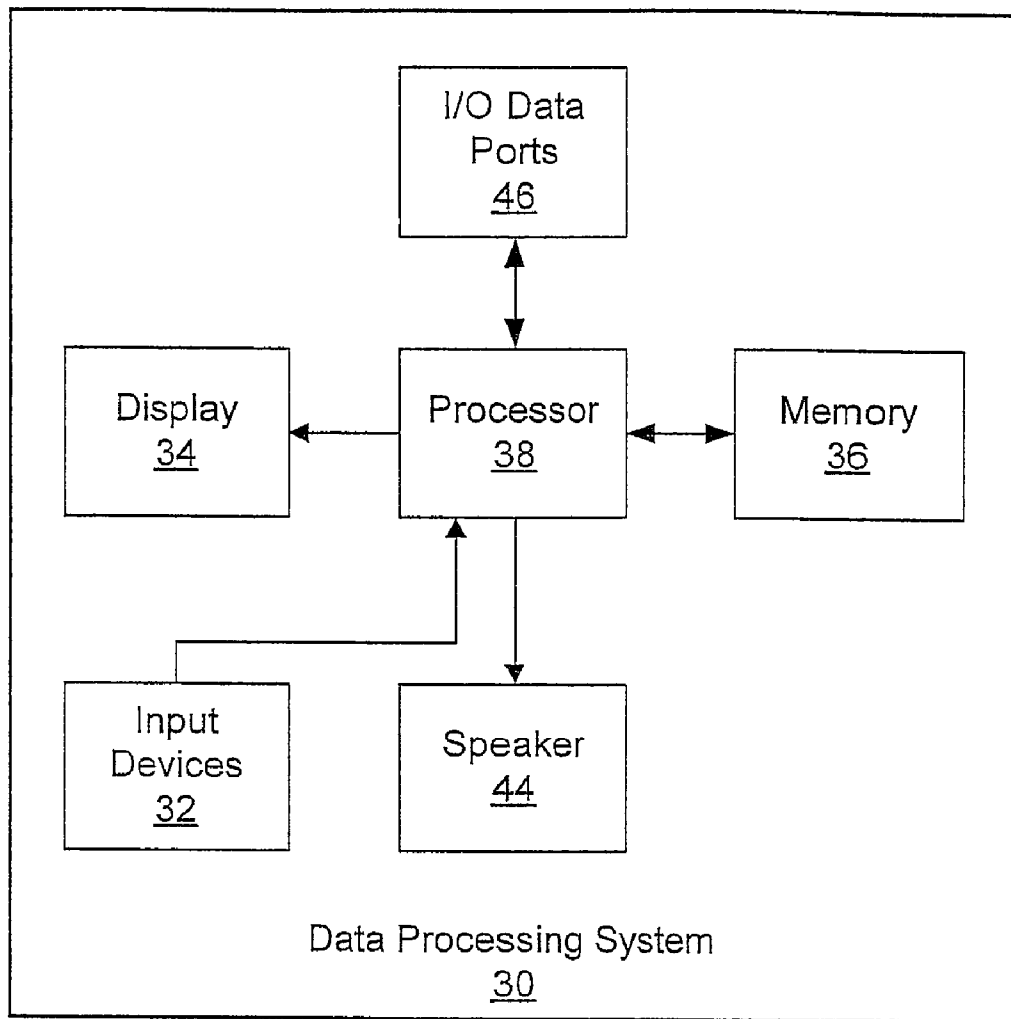 I/O Data
Ports
46
Display
34
Processor
38
Memory
36
Input
Devices
32
Speaker
44
Data Processing System
30